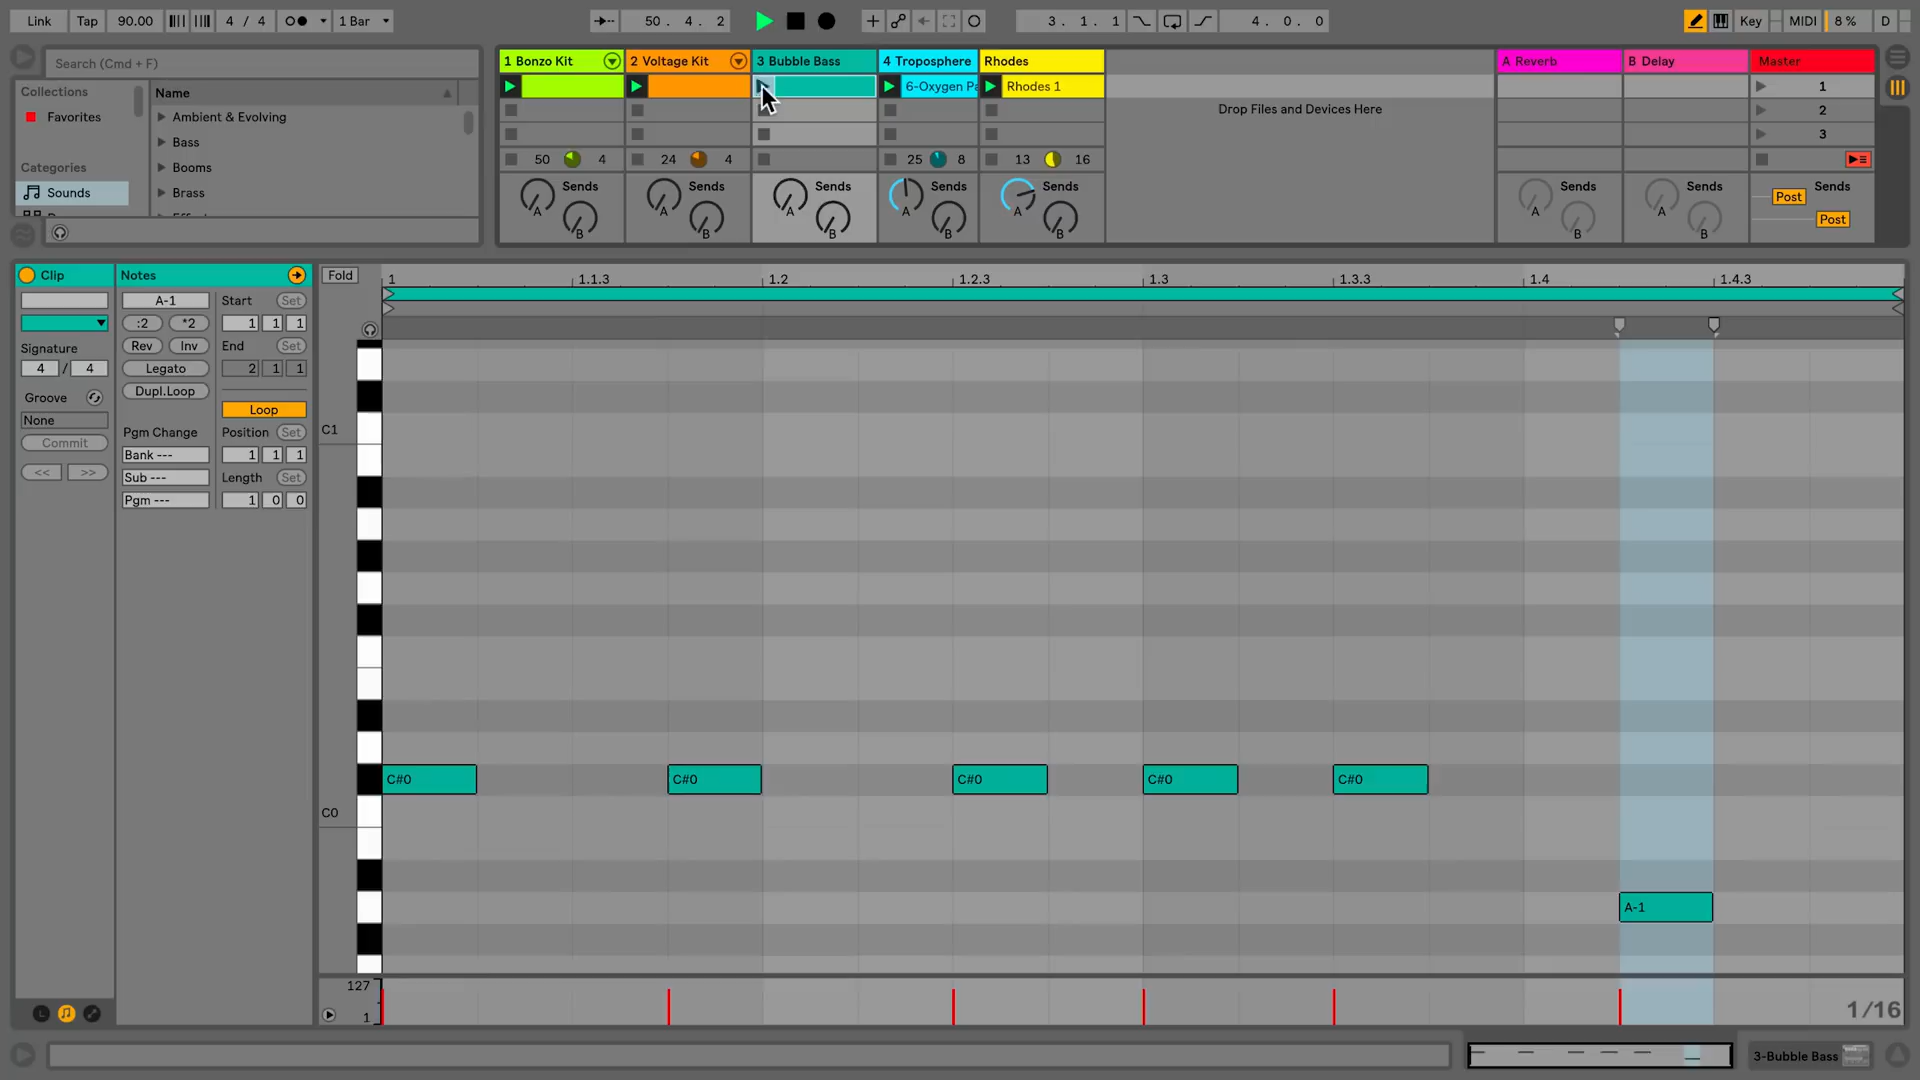 Link Tap 90.00 4 / 4 1 Bar 50. 4. 2 3. 1. 1 4. 0. 0 Key MIDI 8 % D
Search (Cmd + F)
Collections
Favorites
Categories
Sounds
Name
Ambient & Evolving
Bass
Booms
Brass
1 Bonzo Kit 2 Voltage Kit 3 Bubble Bass 4 Troposphere Rhodes A Reverb B Delay Master
6-Oxygen Pa Rhodes 1 1
Drop Files and Devices Here 2
3
50 4 24 4 25 8 13 16
Sends Sends Sends Sends Sends Sends Sends Sends
A A A A A A A Post
B B B B B B B Post
Clip
Signature
4 / 4
Groove
None
Commit
<< >>
Notes
A-1 Start Set
:2 *2 1 1 1
Rev Inv End Set
Legato 2 1 1
Dupl.Loop
Loop
Pgm Change Position Set
Bank --- 1 1 1
Sub --- Length Set
Pgm --- 1 0 0
Fold 1 1.1.3 1.2 1.2.3 1.3 1.3.3 1.4 1.4.3
C1
C#0 C#0 C#0 C#0 C#0
C0
A-1
127
1
1/16
3-Bubble Bass